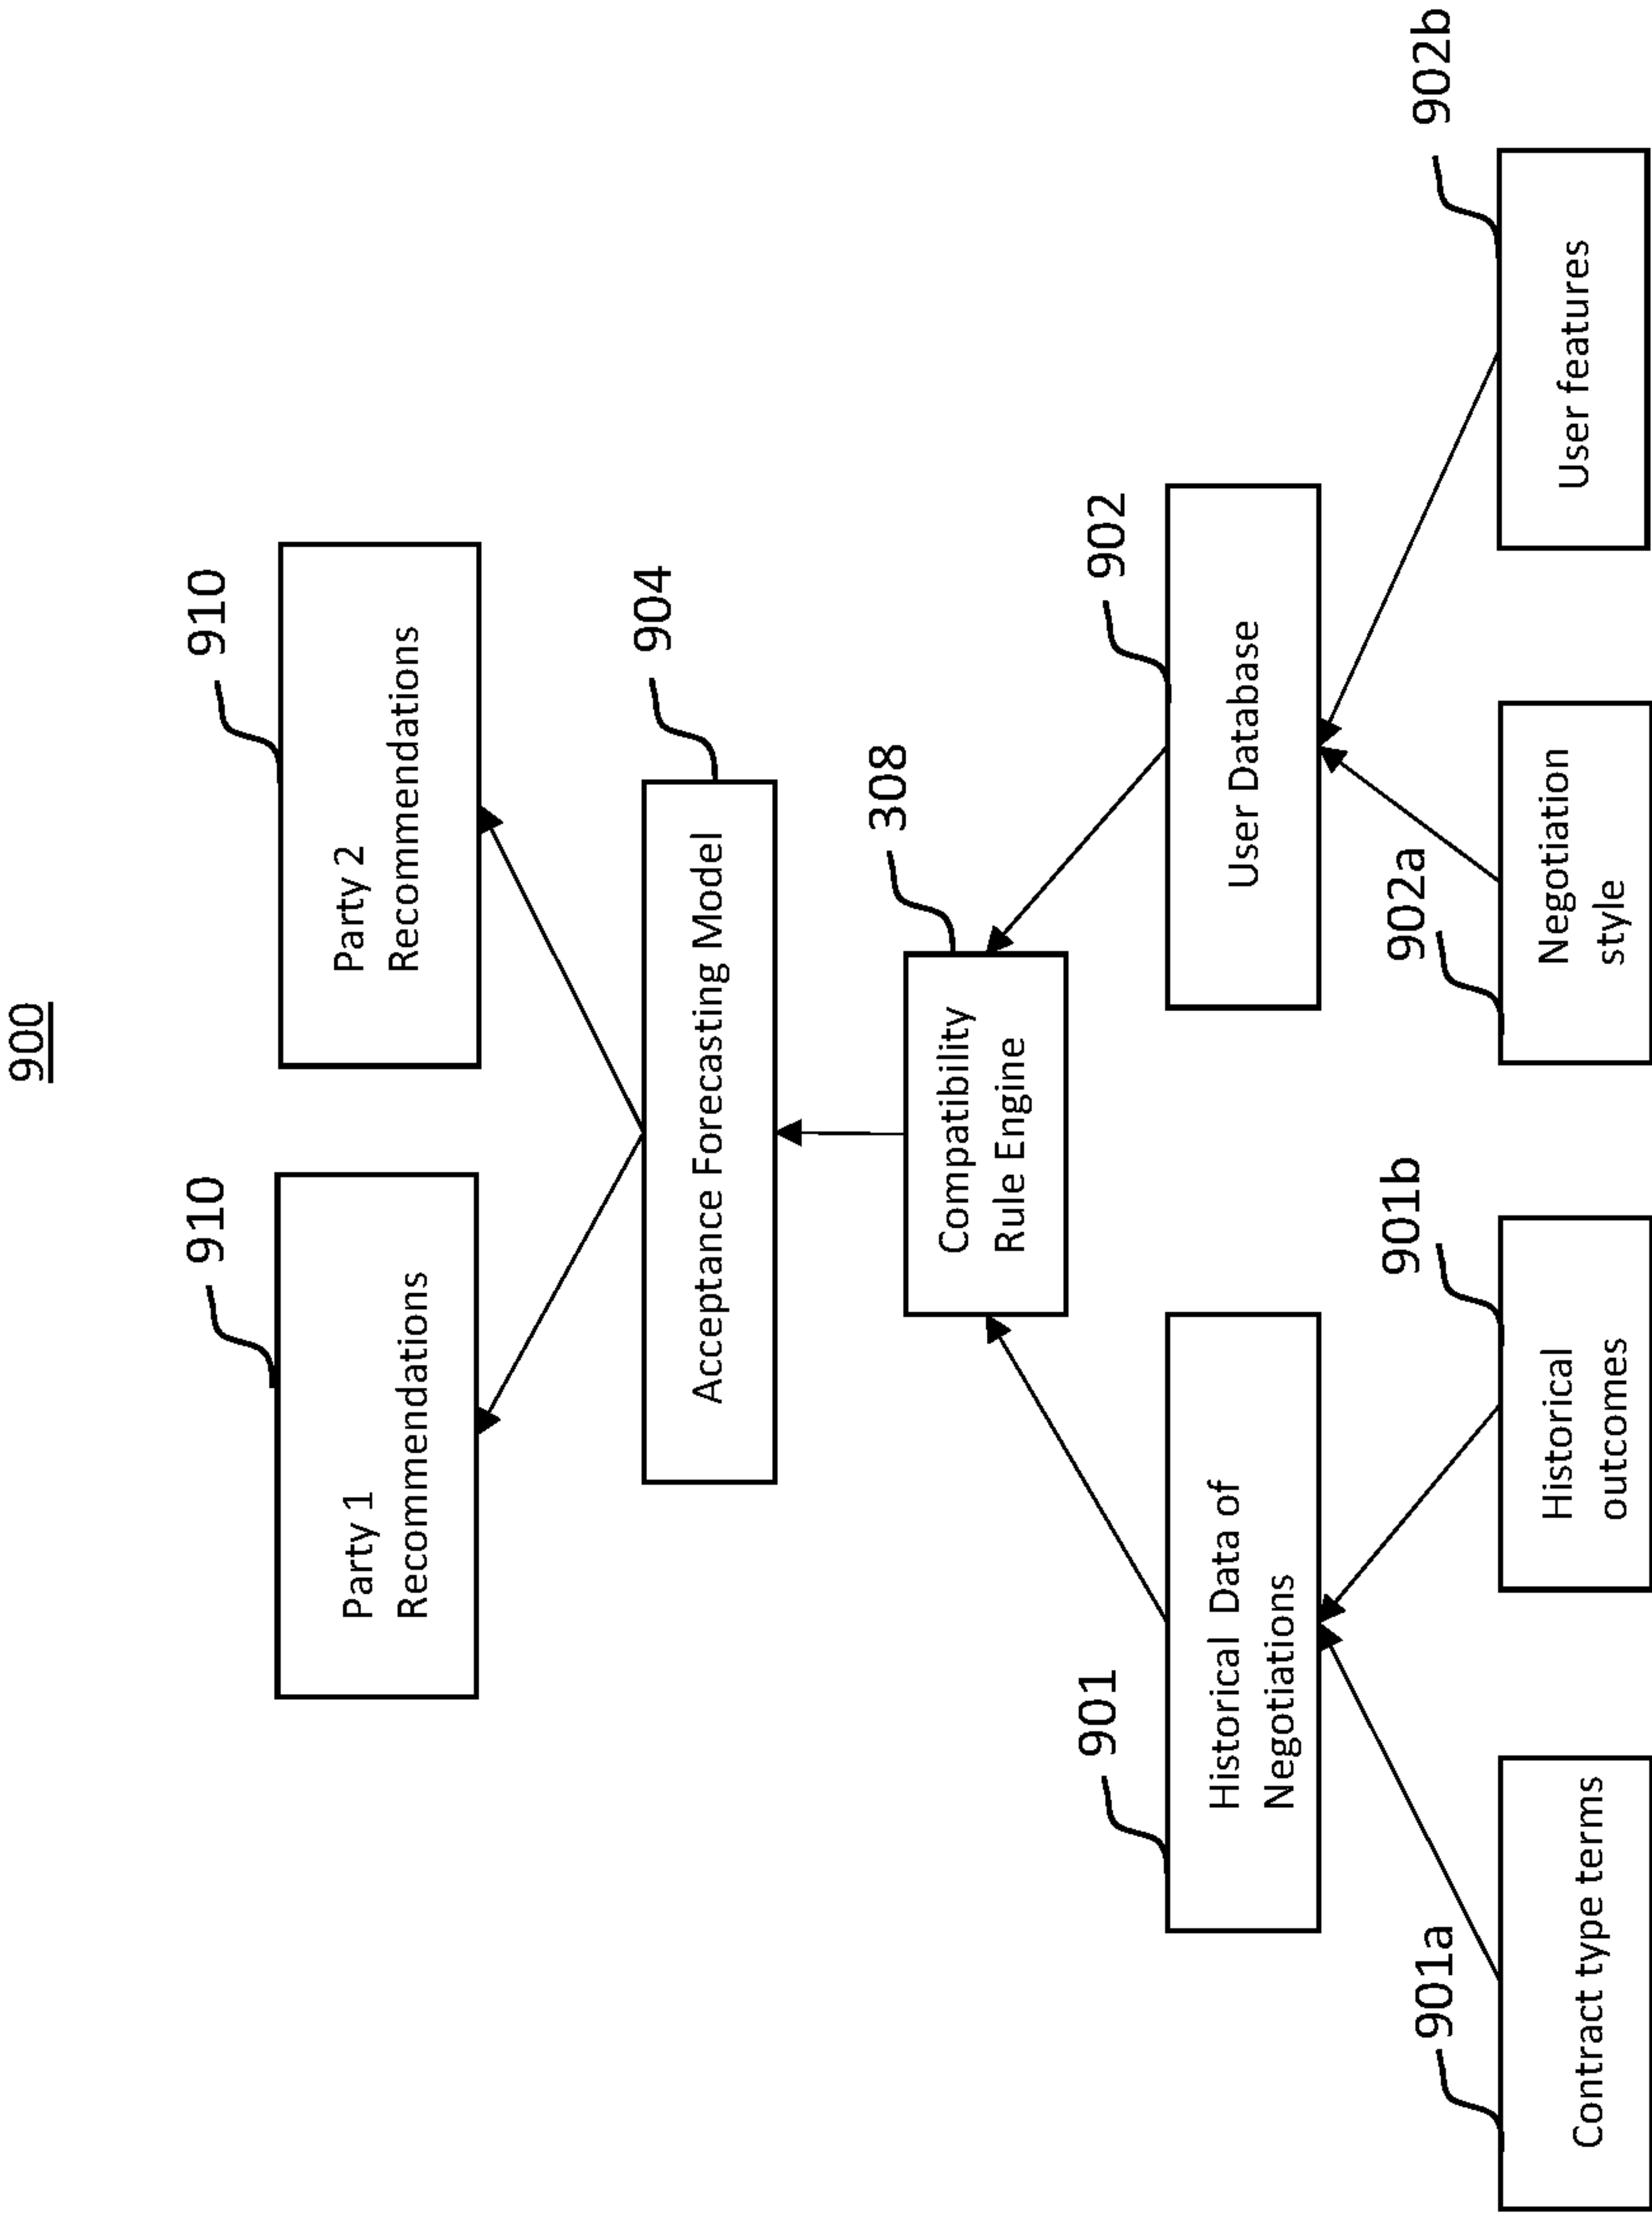 900
910
910
Party 1
Recommendations
Party 2
Recommendations
904
Acceptance Forecasting Model
308
Compatibility
Rule Engine
901
902
Historical Data of
Negotiations
User Database
901a
901b
902a
902b
Contract type terms
Historical
outcomes
Negotiation
style
User features